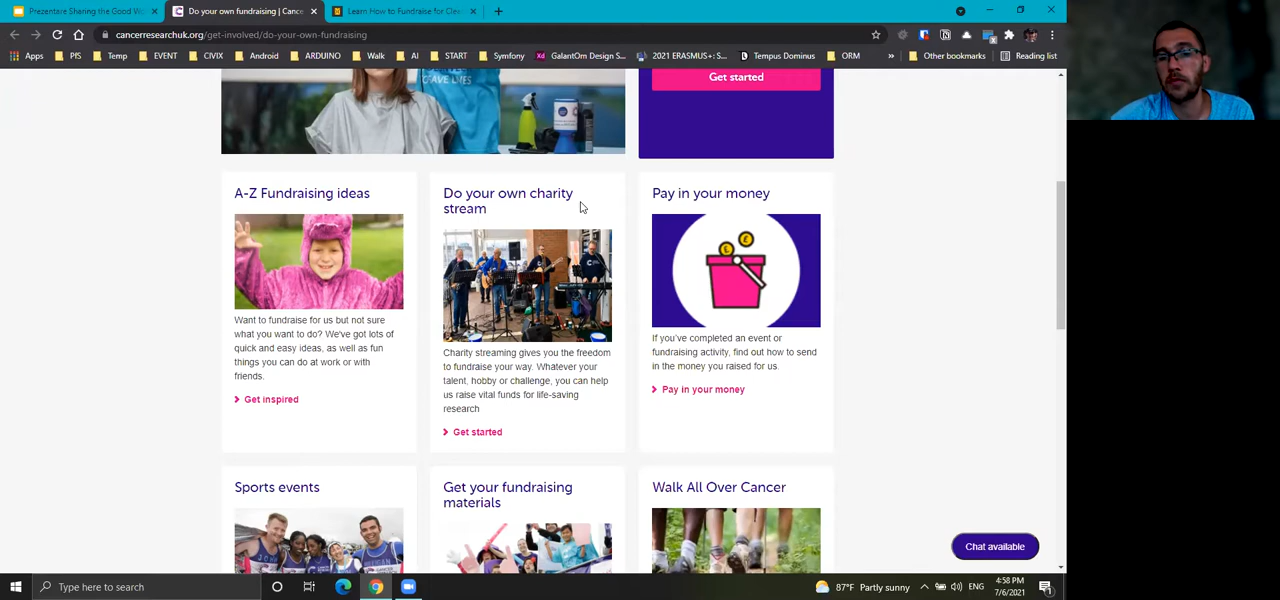 Prezentare Sharing the Good Wo
Do your own fundraising | Cance
Learn How to Fundraise for Clev
cancerresearchuk.org/get-involved/do-your-own-fundraising
Apps PIS Temp EVENT CIVIX Android ARDUINO Walk AI START Symfony GalantOm Design S... 2021 ERASMUS+: S... Tempus Dominus ORM » Other bookmarks Reading list
Get started
A-Z Fundraising ideas
Want to fundraise for us but not sure
what you want to do? We've got lots of
quick and easy ideas, as well as fun
things you can do at work or with
friends.
Get inspired
Do your own charity
stream
Charity streaming gives you the freedom
to fundraise your way. Whatever your
talent, hobby or challenge, you can help
us raise vital funds for life-saving
research
Get started
Pay in your money
If you've completed an event or
fundraising activity, find out how to send
in the money you raised for us.
Pay in your money
Sports events
Get your fundraising
materials
Walk All Over Cancer
Chat available
Type here to search
87°F Partly sunny
ENG
4:58 PM
7/6/2021